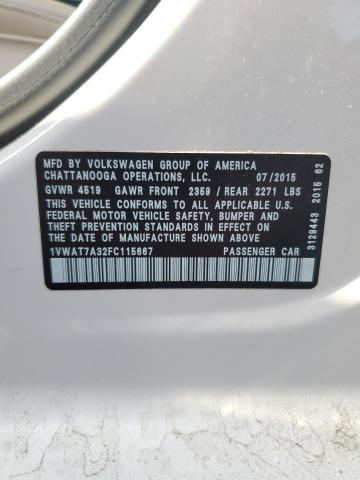 MFD BY VOLKSWAGEN GROUP OF AMERICA
CHATTANOOGA OPERATIONS, LLC. 07/2015
GVWR 4519 GAWR FRONT 2359 / REAR 2271 LBS
THIS VEHICLE CONFORMS TO ALL APPLICABLE U.S.
FEDERAL MOTOR VEHICLE SAFETY, BUMPER AND
THEFT PREVENTION STANDARDS IN EFFECT ON THE
DATE OF MANUFACTURE SHOWN ABOVE.
1VWAT7A32FC115667 PASSENGER CAR
3129443 2015 62